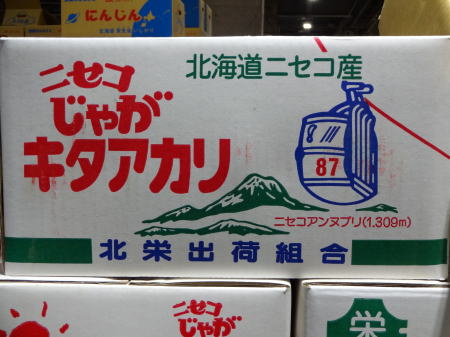 にんじん
ニセコ
じゃが
キタアカリ
北海道ニセコ産
87
ニセコアンヌプリ(1.309m)
北栄出荷組合
ニセコ
じゃが
栄